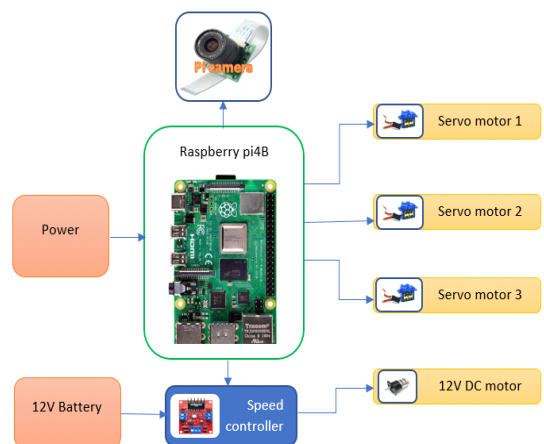 Pi camera
Raspberry pi4B
Servo motor 1
Servo motor 2
Servo motor 3
Power
HDMI
12V Battery
Speed
controller
12V DC motor